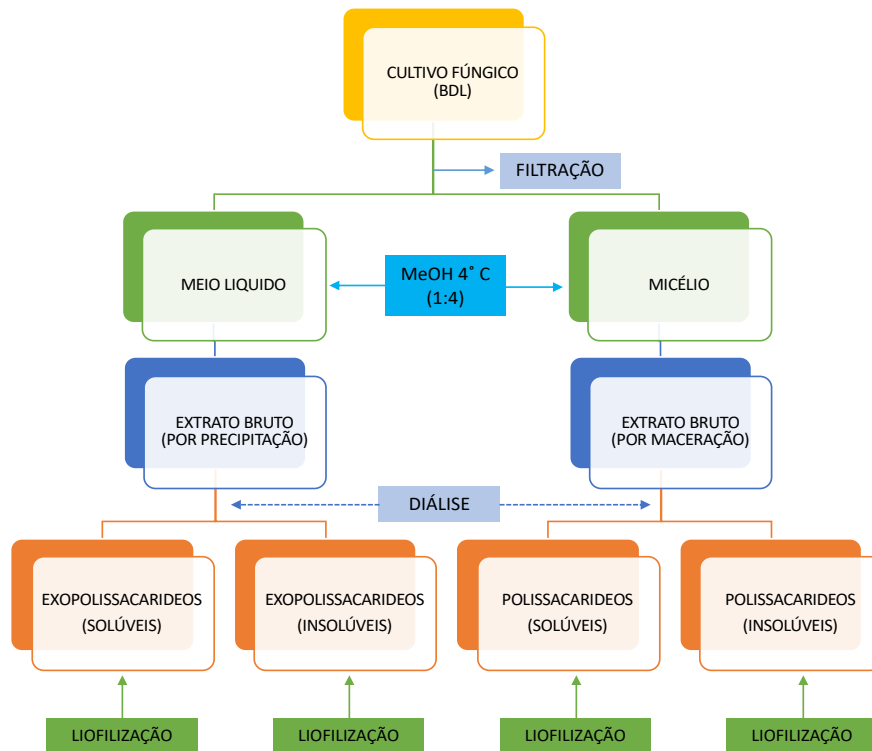 CULTIVO FÚNGICO
(BDL)
FILTRAÇÃO
MEIO LIQUIDO
MeOH 4° C
(1:4)
MICÉLIO
EXTRATO BRUTO
(POR PRECIPITAÇÃO)
EXTRATO BRUTO
(POR MACERAÇÃO)
DIÁLISE
EXOPOLISSACARIDEOS
(SOLÚVEIS)
EXOPOLISSACARIDEOS
(INSOLÚVEIS)
POLISSACARIDEOS
(SOLÚVEIS)
POLISSACARIDEOS
(INSOLÚVEIS)
LIOFILIZAÇÃO
LIOFILIZAÇÃO
LIOFILIZAÇÃO
LIOFILIZAÇÃO